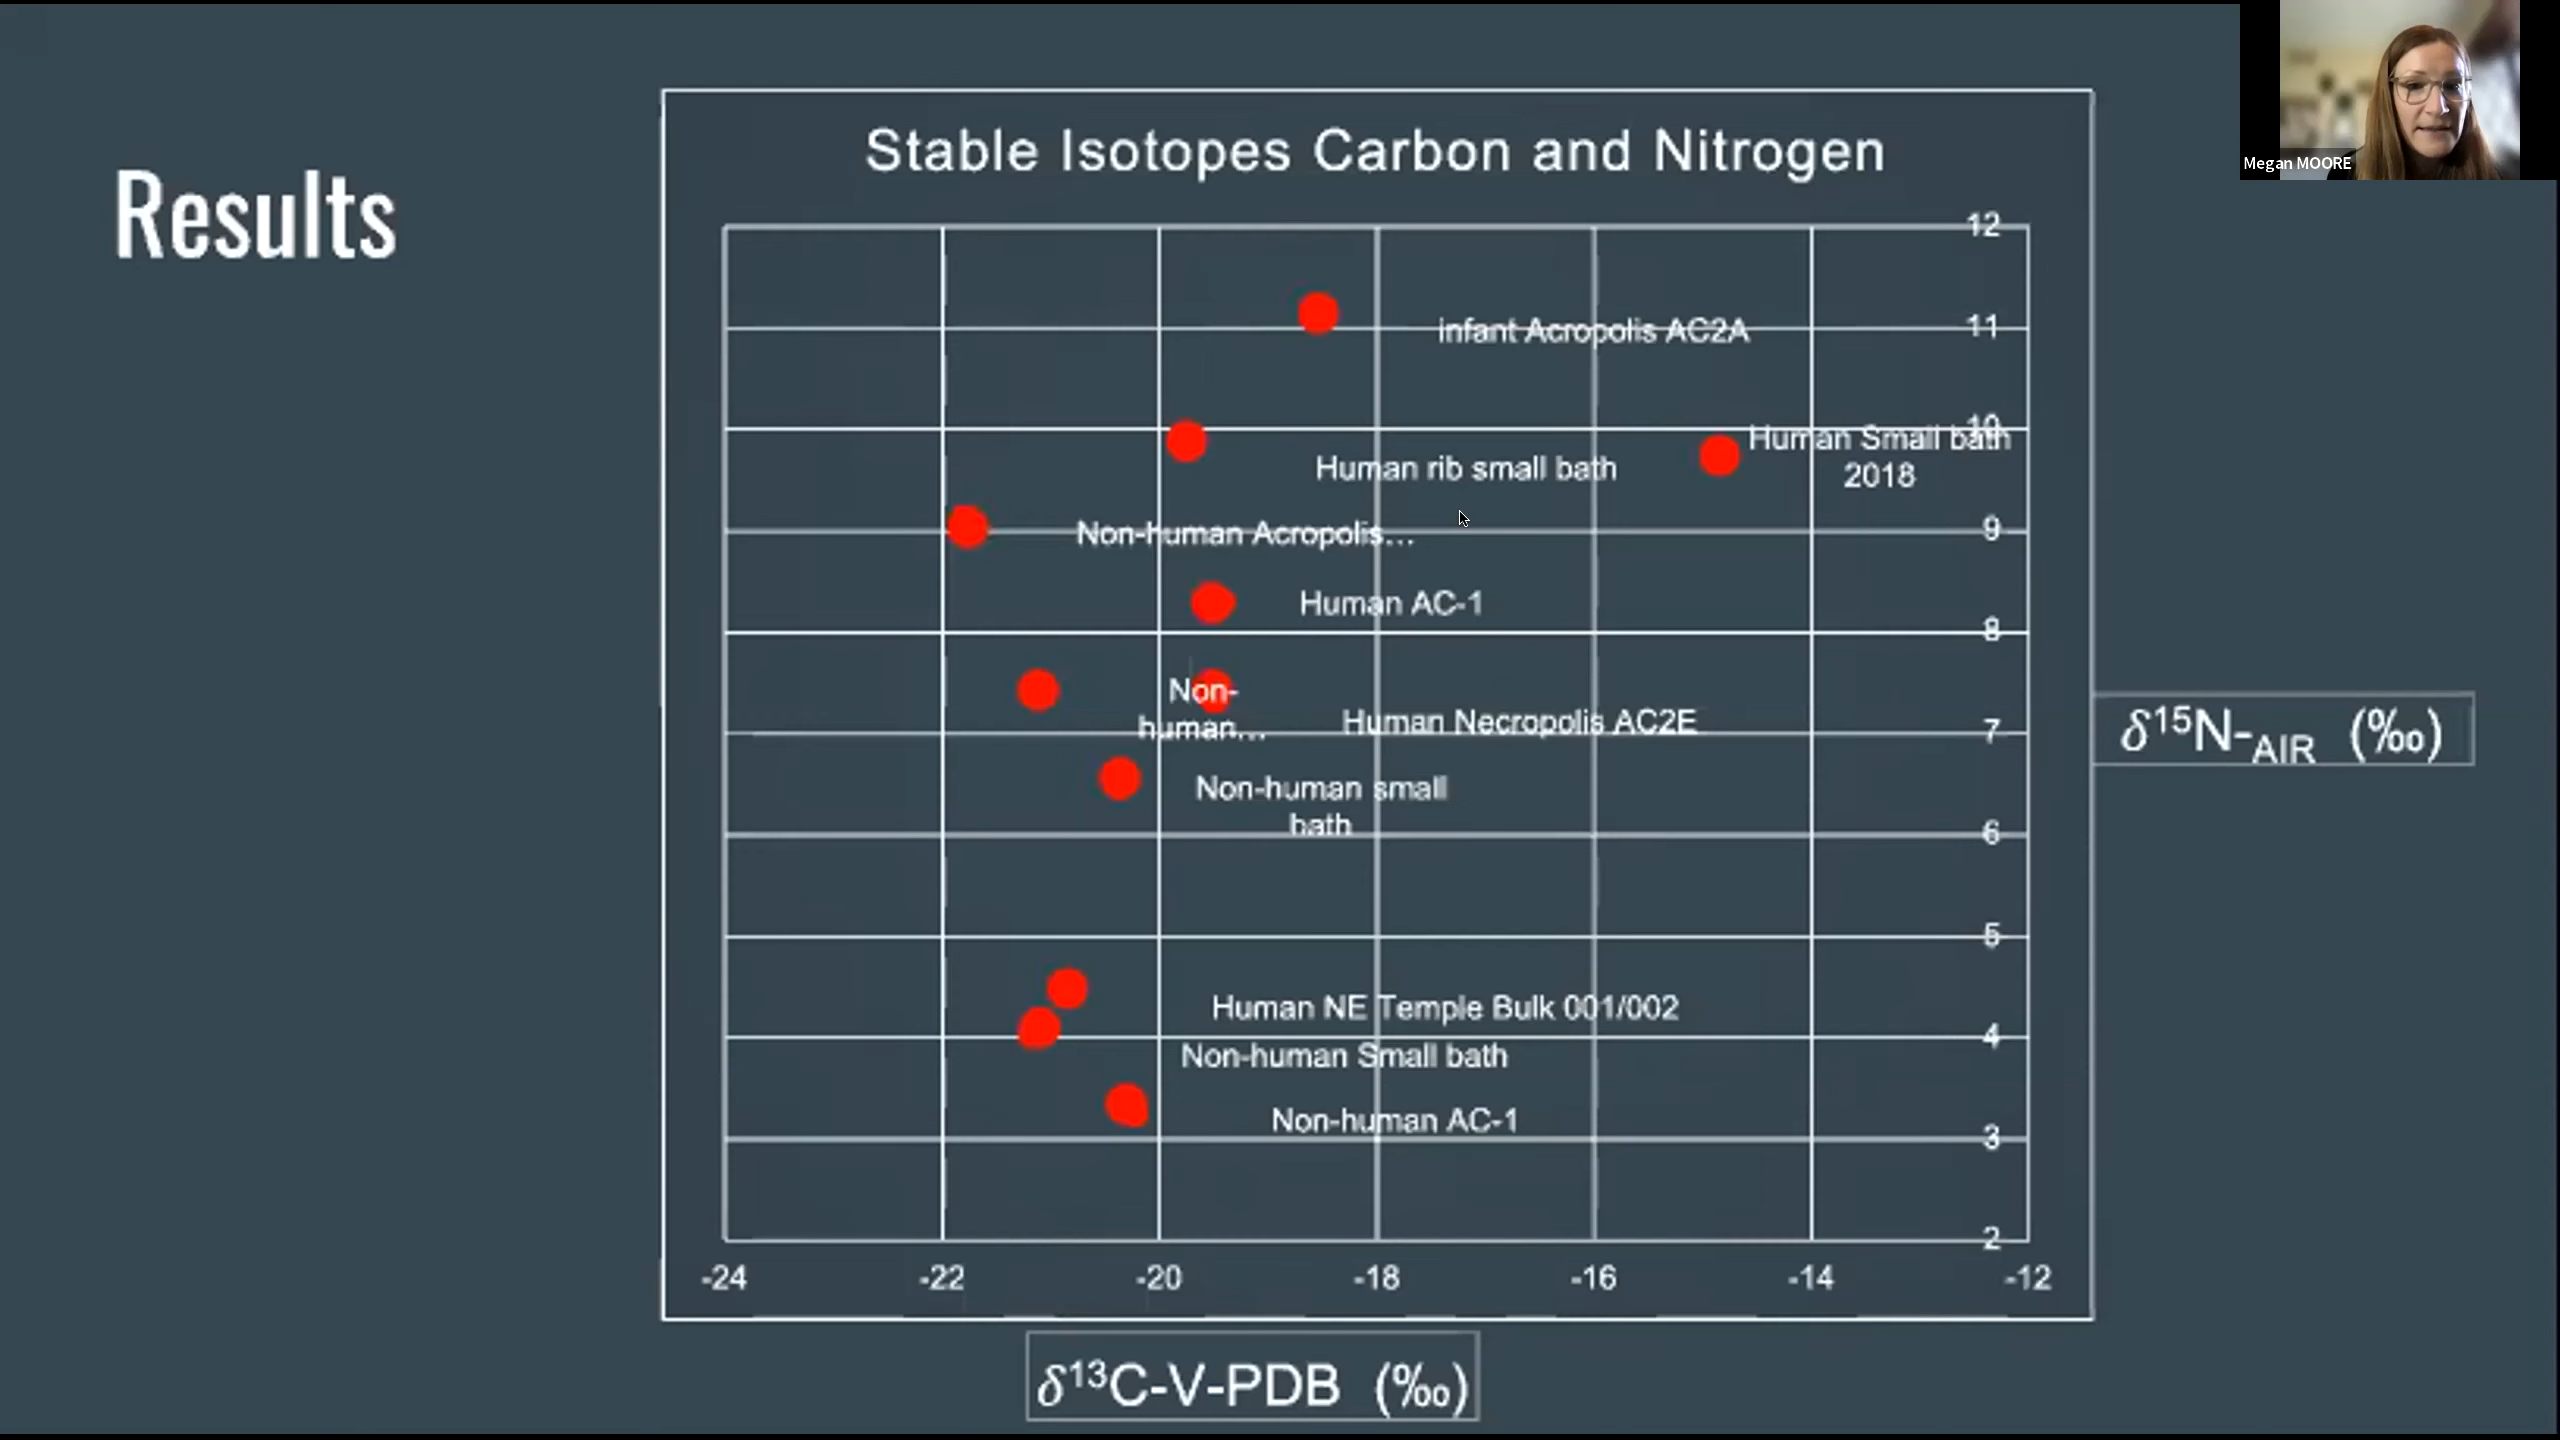 Results
Megan MOORE
Stable Isotopes Carbon and Nitrogen
12
infant Acropolis AC2A
11
10
Human Small bath
2018
Human rib small bath
Non-human Acropolis...
9
Human AC-1
8
Non-
human...
Human Necropolis AC2E
7
Non-human small
bath
6
5
Human NE Temple Bulk 001/002
4
Non-human Small bath
Non-human AC-1
3
2
-24 -22 -20 -18 -16 -14 -12
δ¹⁵N-AIR (‰)
δ¹³C-V-PDB (‰)